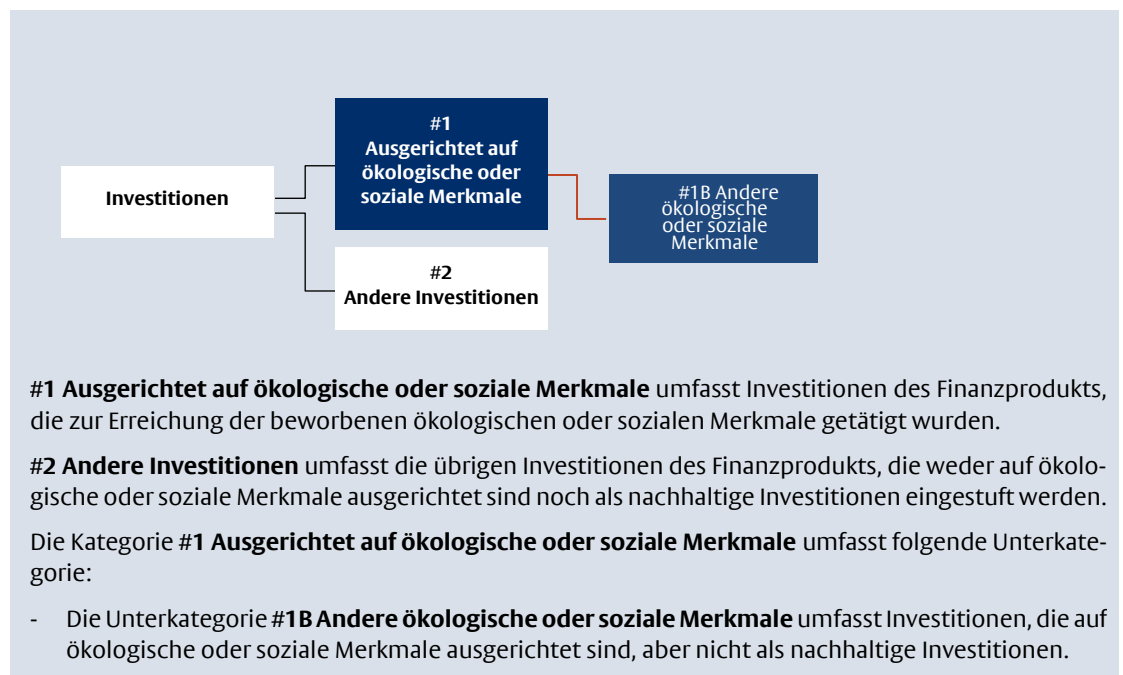 #1
Ausgerichtet auf
ökologische oder
soziale Merkmale
Investitionen
#1B Andere
ökologische
oder soziale
Merkmale
#2
Andere Investitionen
#1 Ausgerichtet auf ökologische oder soziale Merkmale umfasst Investitionen des Finanzprodukts,
die zur Erreichung der beworbenen ökologischen oder sozialen Merkmale getätigt wurden.
#2 Andere Investitionen umfasst die übrigen Investitionen des Finanzprodukts, die weder auf ökolo-
gische oder soziale Merkmale ausgerichtet sind noch als nachhaltige Investitionen eingestuft werden.
Die Kategorie #1 Ausgerichtet auf ökologische oder soziale Merkmale umfasst folgende Unterkate-
gorie:
- Die Unterkategorie #1B Andere ökologische oder soziale Merkmale umfasst Investitionen, die auf
ökologische oder soziale Merkmale ausgerichtet sind, aber nicht als nachhaltige Investitionen.